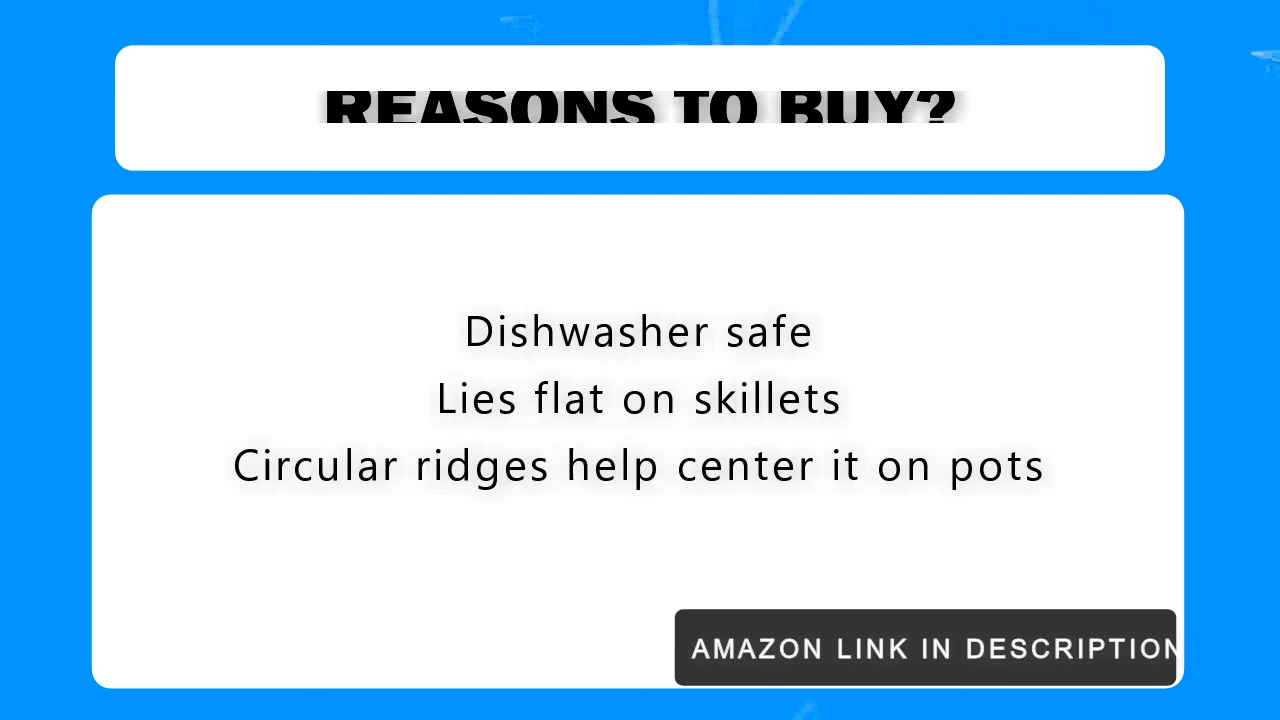 REASONS TO BUY?
Dishwasher safe
Lies flat on skillets
Circular ridges help center it on pots
AMAZON LINK IN DESCRIPTION